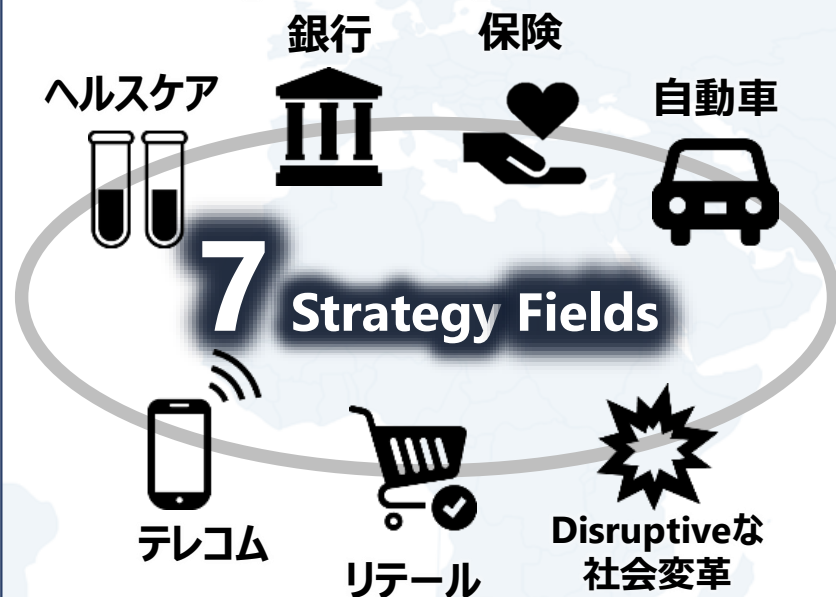 銀行
保険
ヘルスケア
自動車
7 Strategy Fields
テレコム
リテール
Disruptiveな
社会変革